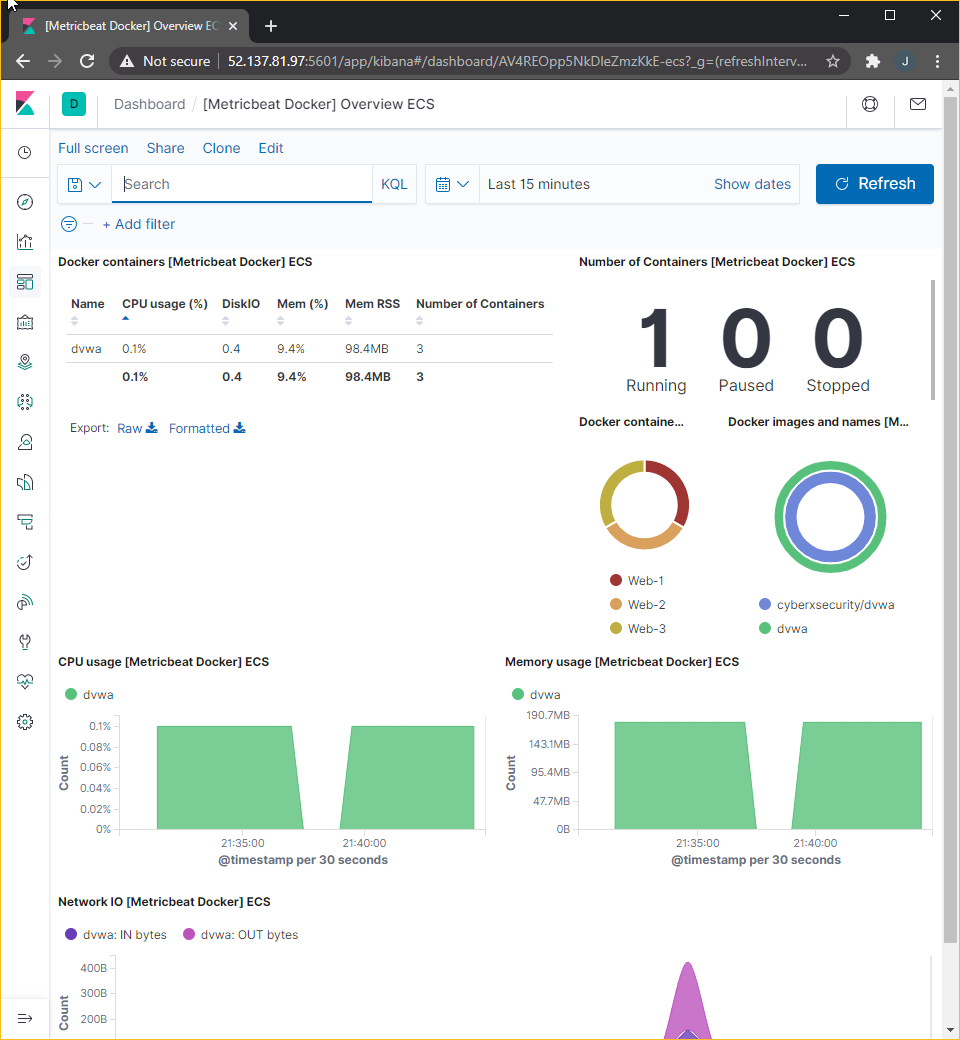 [Metricbeat Docker] Overview EC
Not secure 52.137.81.97:5601/app/kibana#/dashboard/AV4REOpp5NkDleZmzKkE-ecs?_g=(refreshInterv... J
D Dashboard / [Metricbeat Docker] Overview ECS
Full screen Share Clone Edit
Search KQL Last 15 minutes Show dates Refresh
+ Add filter
Docker containers [Metricbeat Docker] ECS
Name CPU usage (%) DiskIO Mem (%) Mem RSS Number of Containers
dvwa 0.1% 0.4 9.4% 98.4MB 3
0.1% 0.4 9.4% 98.4MB 3
Export: Raw Formatted
Number of Containers [Metricbeat Docker] ECS
1 0 0
Running Paused Stopped
Docker containe...
Web-1
Web-2
Web-3
Docker images and names [M...
cyberxsecurity/dvwa
dvwa
CPU usage [Metricbeat Docker] ECS
dvwa
0.1%
0.08%
0.06%
0.04%
0.02%
0%
Count
21:35:00 21:40:00
@timestamp per 30 seconds
Memory usage [Metricbeat Docker] ECS
dvwa
190.7MB
143.1MB
95.4MB
47.7MB
0B
Count
21:35:00 21:40:00
@timestamp per 30 seconds
Network IO [Metricbeat Docker] ECS
dvwa: IN bytes dvwa: OUT bytes
400B
300B
200B
Count